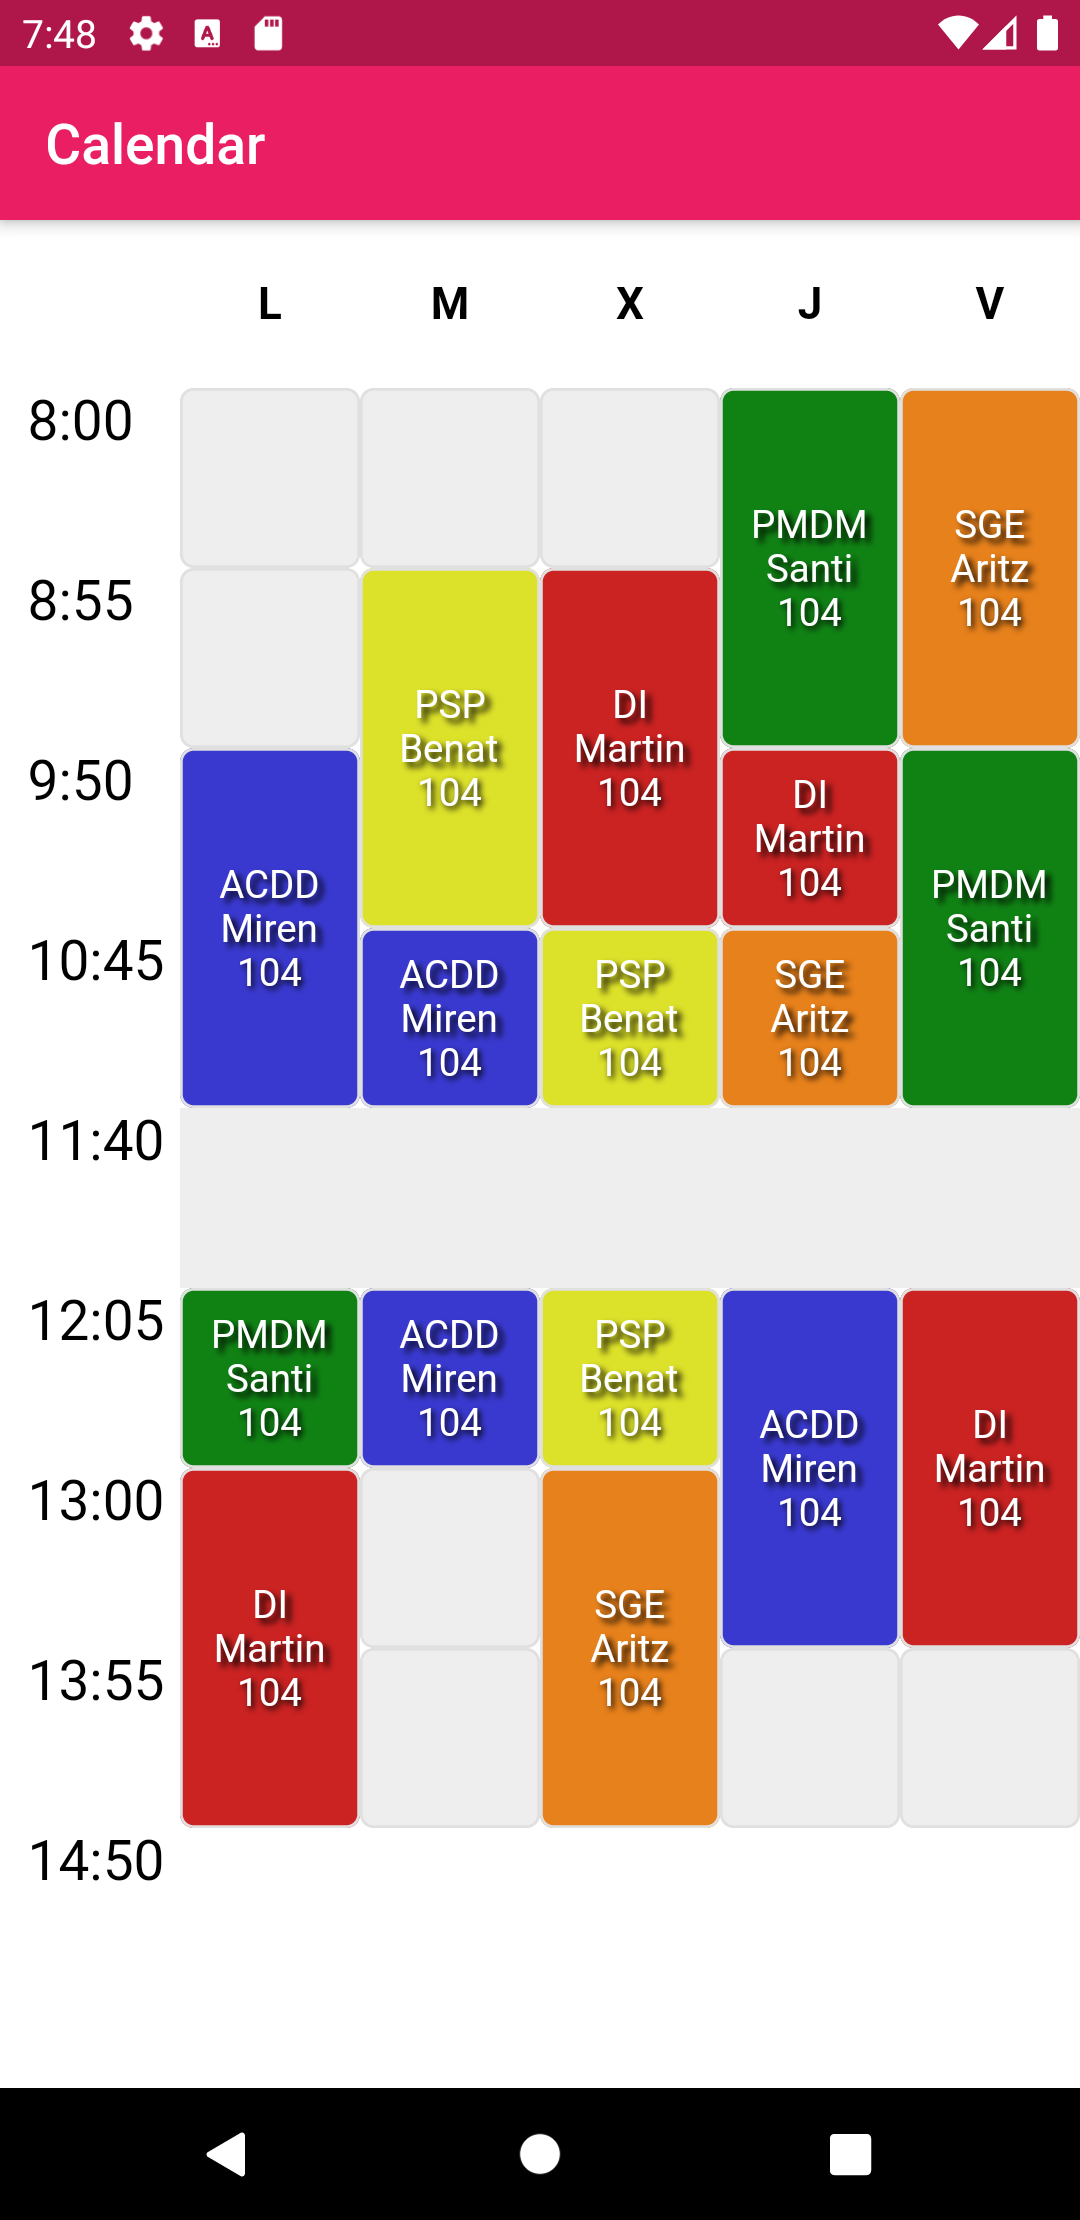 7:48
Calendar
L M X J V
8:00
PMDM
Santi
104
SGE
Aritz
104
8:55
PSP
Benat
104
DI
Martin
104
9:50
ACDD
Miren
104
DI
Martin
104
PMDM
Santi
104
10:45
ACDD
Miren
104
PSP
Benat
104
SGE
Aritz
104
11:40
12:05
PMDM
Santi
104
ACDD
Miren
104
PSP
Benat
104
ACDD
Miren
104
DI
Martin
104
13:00
DI
Martin
104
SGE
Aritz
104
13:55
14:50